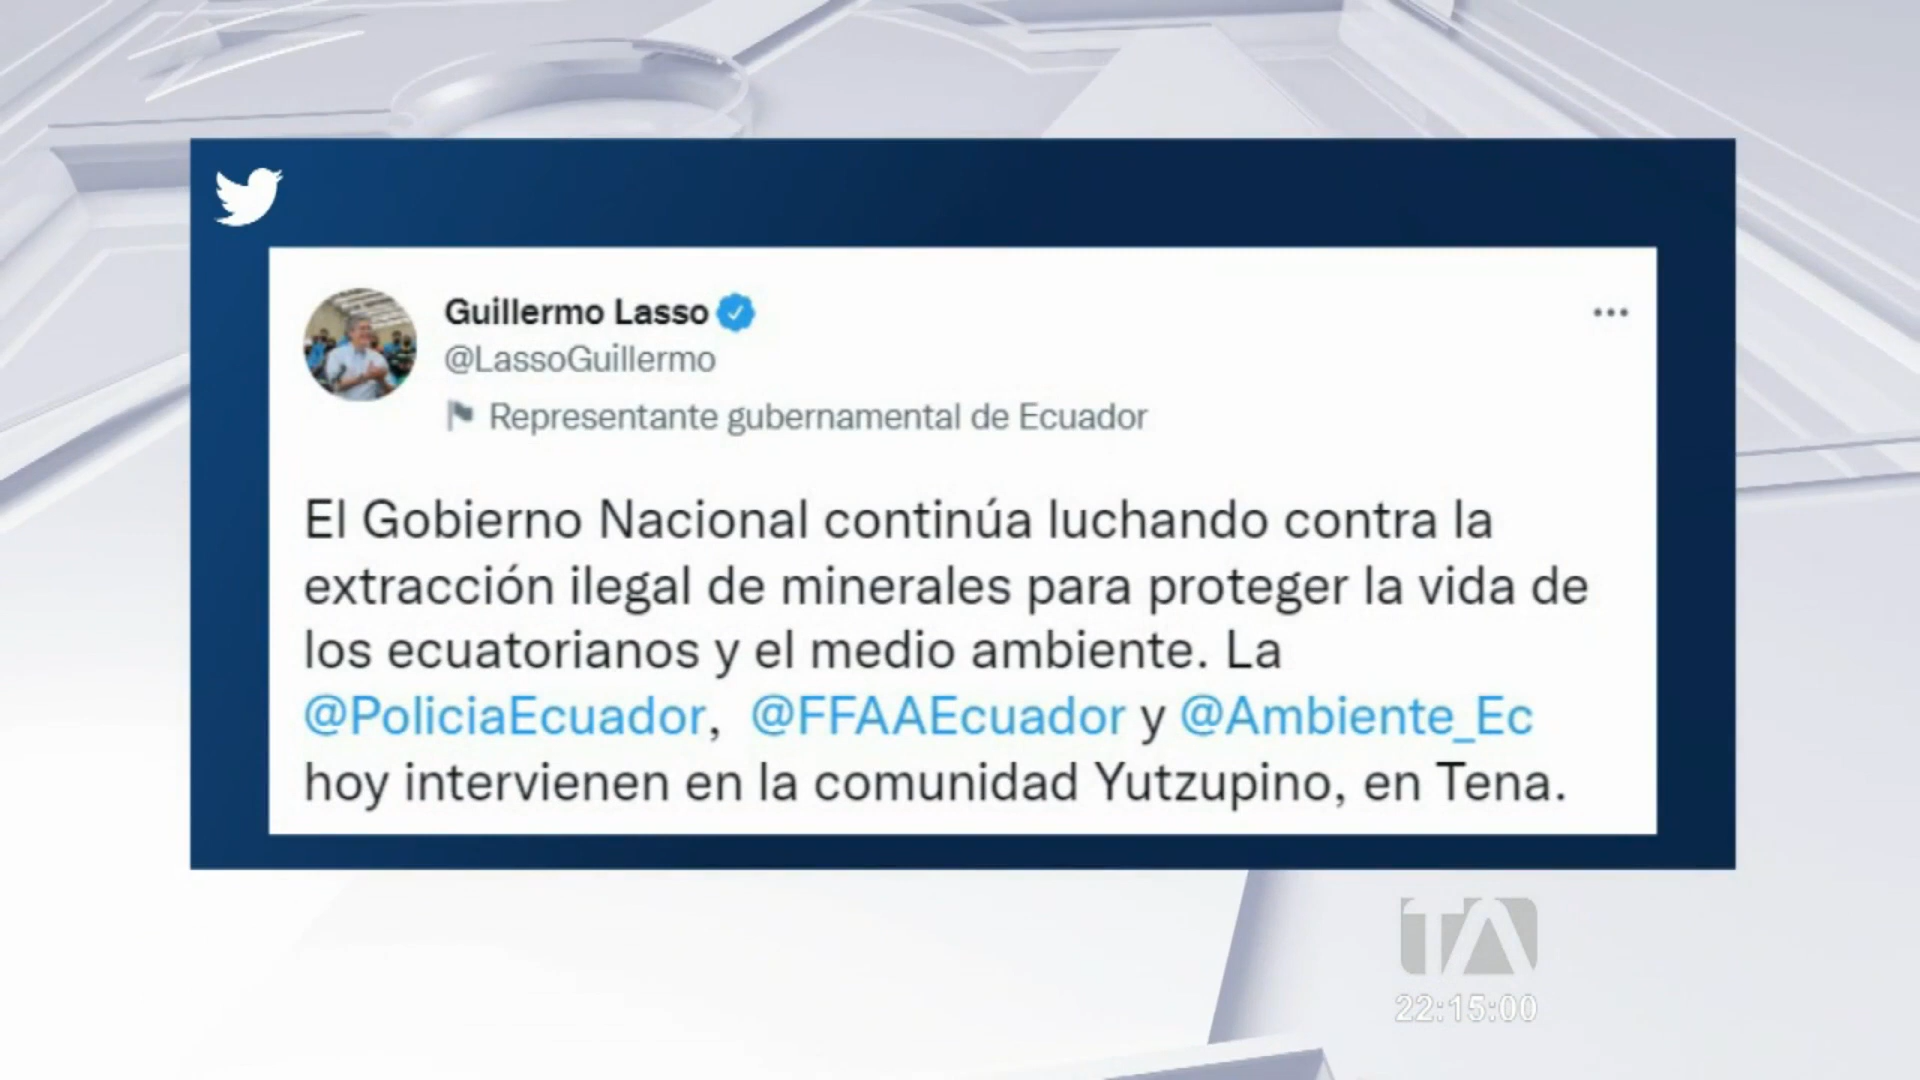 Guillermo Lasso
@LassoGuillermo
Representante gubernamental de Ecuador
El Gobierno Nacional continúa luchando contra la
extracción ilegal de minerales para proteger la vida de
los ecuatorianos y el medio ambiente. La
@PoliciaEcuador, @FFAAEcuador y @Ambiente_Ec
hoy intervienen en la comunidad Yutzupino, en Tena.
TA
22:15:00